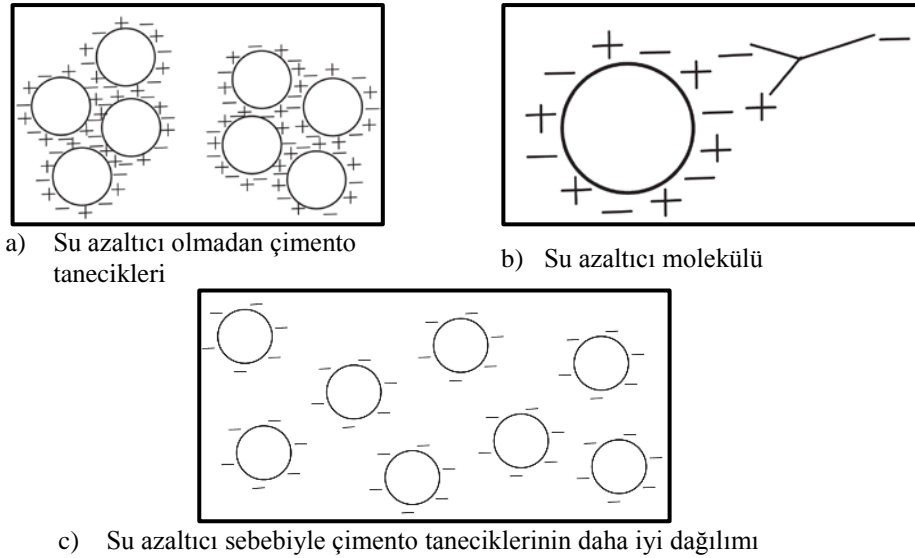 a) Su azaltıcı olmadan çimento
tanecikleri
b) Su azaltıcı molekülü
c) Su azaltıcı sebebiyle çimento taneciklerinin daha iyi dağılımı